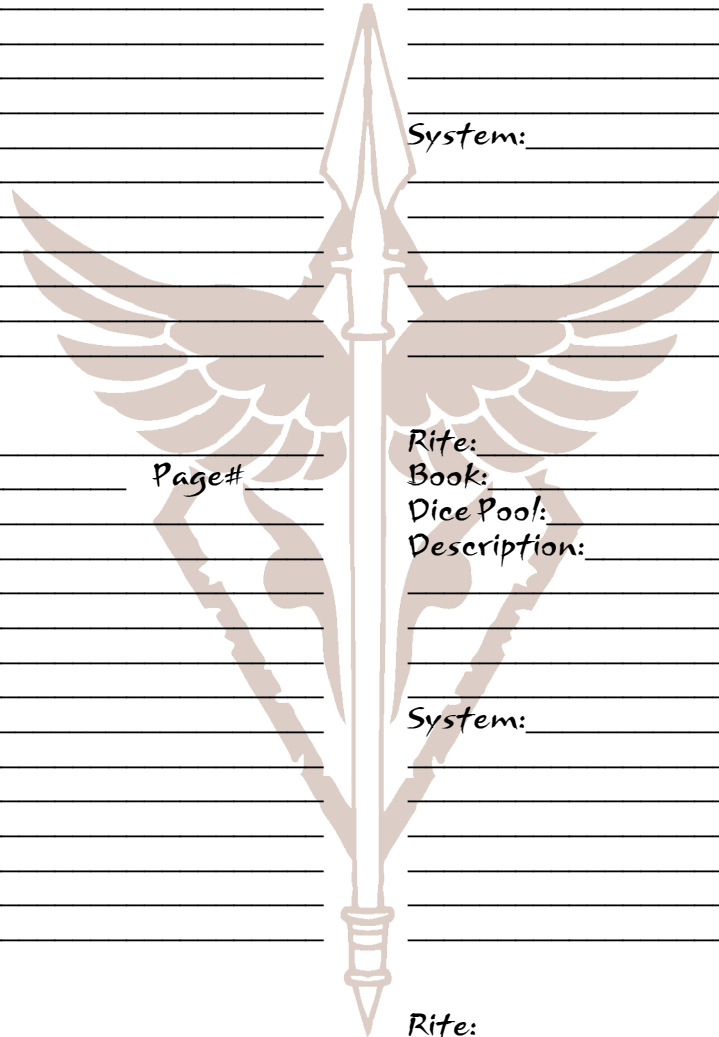 System:
Rite:
Page#
Book:
Dice Pool:
Description:
System:
Rite: